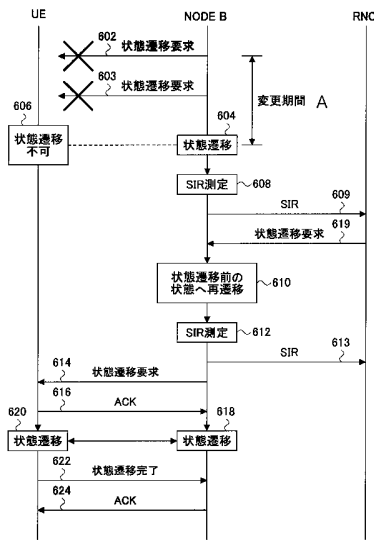 UE
NODE B
RNC
602
状態遷移要求
603
状態遷移要求
変更期間 A
606
状態遷移
不可
604
状態遷移
SIR測定
608
SIR
609
状態遷移要求
619
状態遷移前の
状態へ再遷移
610
SIR測定
612
SIR
613
614
状態遷移要求
616
ACK
620
状態遷移
618
状態遷移
622
状態遷移完了
624
ACK